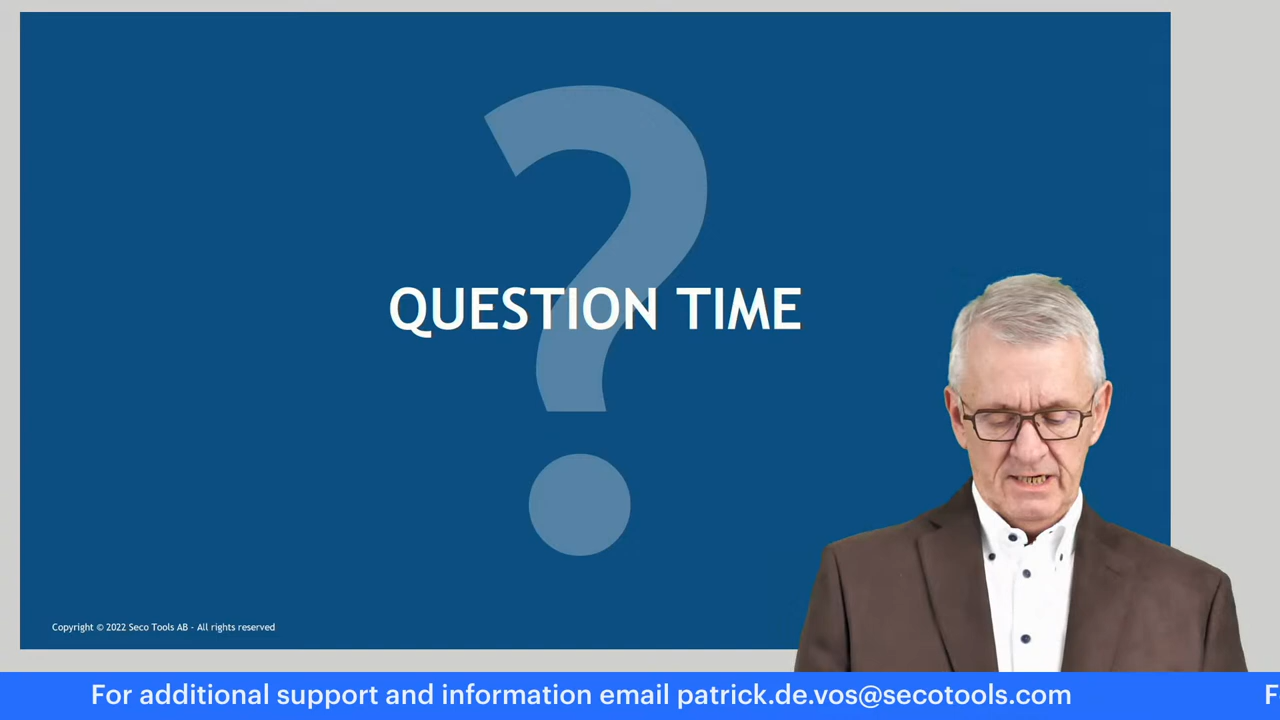 ?
QUESTION TIME
Copyright © 2022 Seco Tools AB - All rights reserved
For additional support and information email patrick.de.vos@secotools.com
F